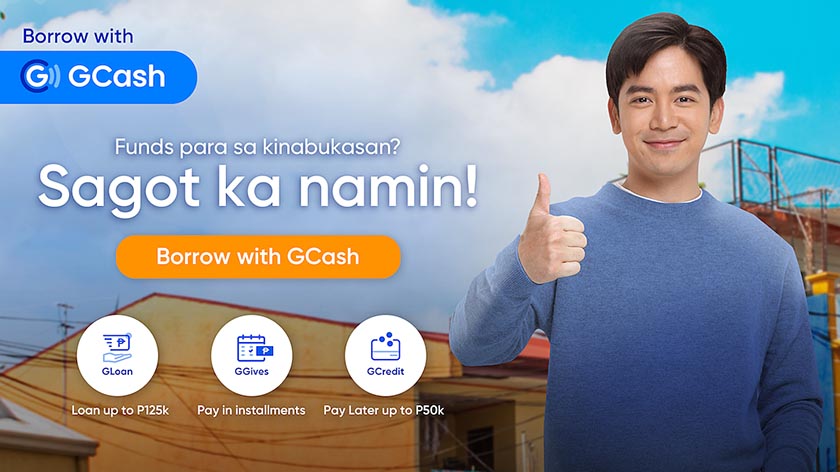 Borrow with
GCash
Funds para sa kinabukasan?
Sagot ka namin!
Borrow with GCash
GLoan
GGives
GCredit
Loan up to P125k
Pay in installments
Pay Later up to P50k